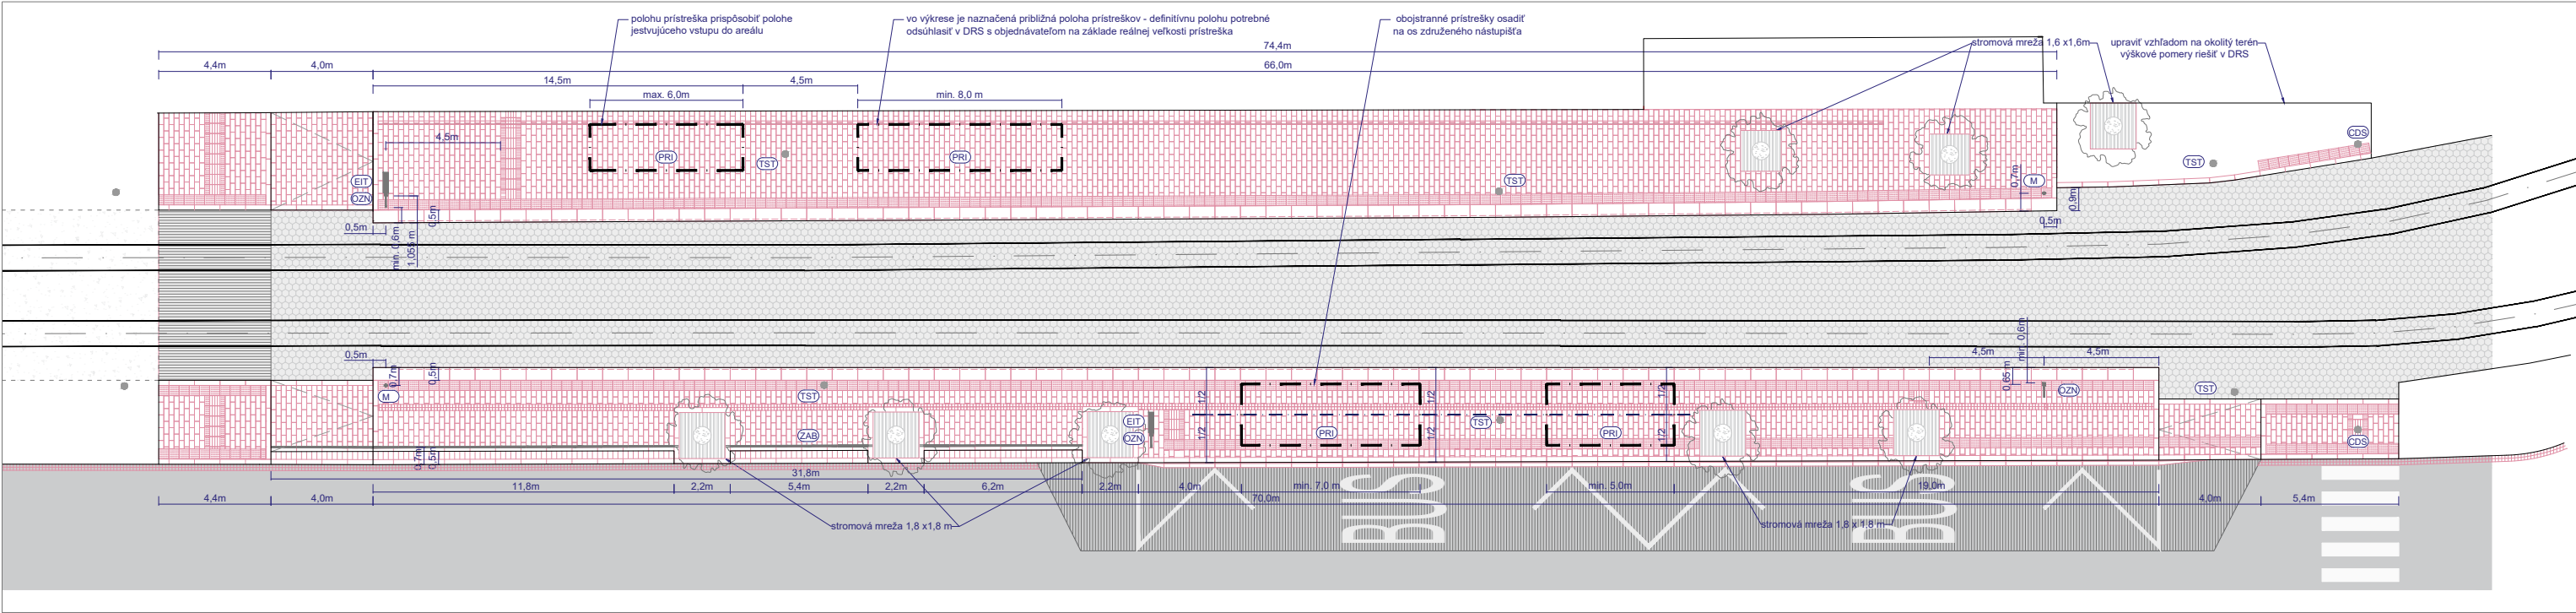 polohu prístreška prispôsobiť polohe
jestvujúceho vstupu do areálu
vo výkrese je naznačená približná poloha prístreškov - definitívnu polohu potrebné
odsúhlasiť v DRS s objednávateľom na základe reálnej veľkosti prístreška
obojstranné prístrešky osadiť
na os združeného nástupišťa
stromová mreža 1,6 x1,6m
upraviť vzhľadom na okolitý terén
výškové pomery riešiť v DRS
74,4m
4,4m
4,0m
66,0m
14,5m
4,5m
max. 6,0m
min. 8,0 m
4,5m
PRI
TST
PRI
TST
CDS
TST
EIT
OZN
M
0,7m
0,9m
0,5m
0,5m
0,5m
min. 0,6m
1,055 m
0,5m
0,7m
0,5m
M
TST
ZAB
EIT
OZN
1/2
1/2
PRI
1/2
1/2
TST
PRI
1/2
1/2
4,5m
4,5m
min. 0,6m
0,65m
OZN
TST
CDS
0,7m
0,5m
31,8m
4,4m
4,0m
11,8m
2,2m
5,4m
2,2m
6,2m
2,2m
4,0m
min. 7,0 m
70,0m
min. 5,0m
19,0m
4,0m
5,4m
BUS
BUS
stromová mreža 1,8 x1,8 m
stromová mreža 1,8 x 1,8 m